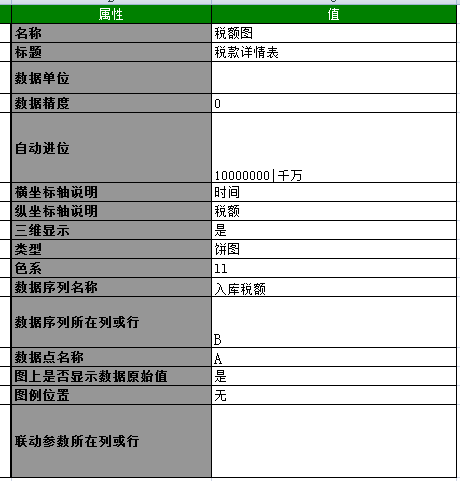 属性 值
名称 税额图
标题 税款详情表
数据单位
数据精度 0
自动进位 10000000|千万
横坐标轴说明 时间
纵坐标轴说明 税额
三维显示 是
类型 饼图
色系 11
数据序列名称 入库税额
数据序列所在列或行 B
数据点名称 A
图上是否显示数据原始值 是
图例位置 无
联动参数所在列或行